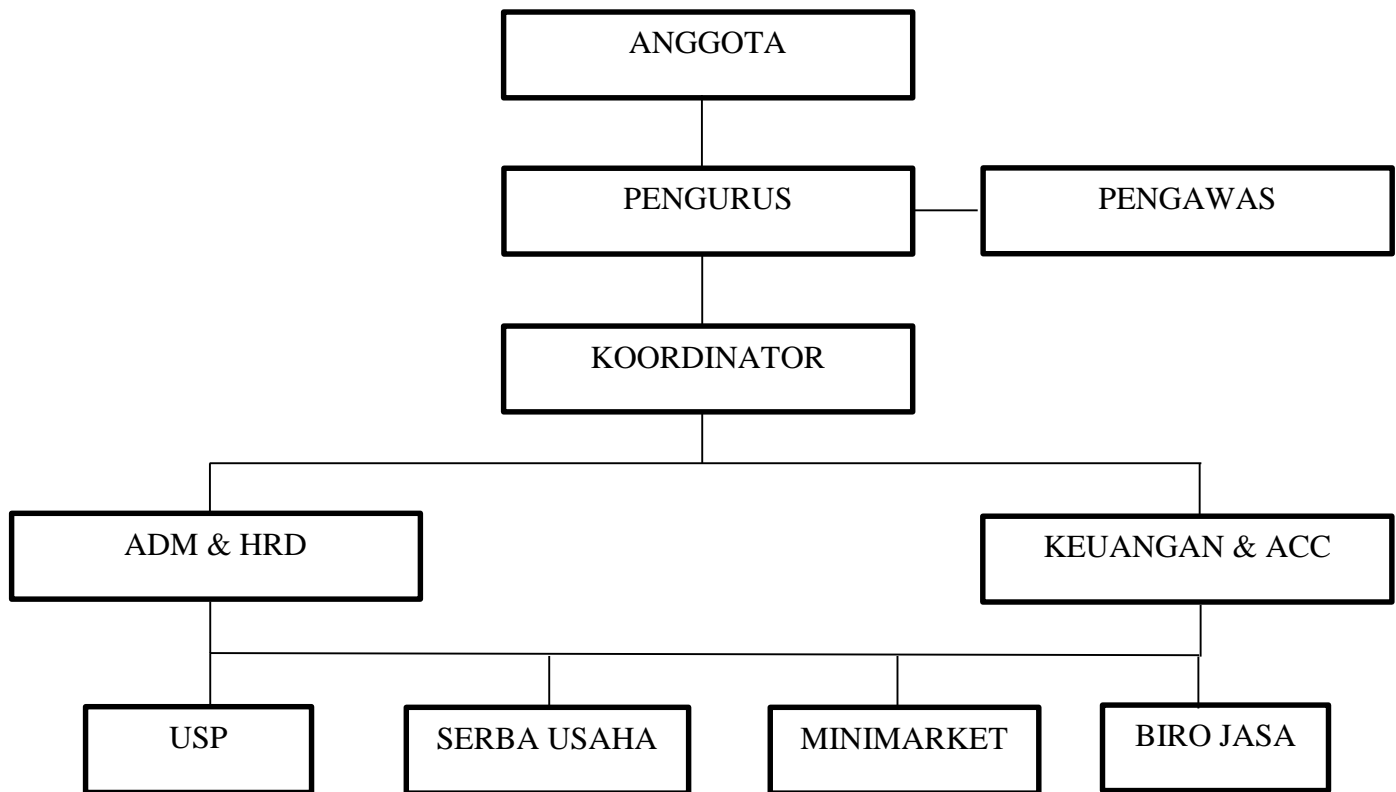 ANGGOTA
PENGURUS
PENGAWAS
KOORDINATOR
ADM & HRD
KEUANGAN & ACC
USP
SERBA USAHA
MINIMARKET
BIRO JASA